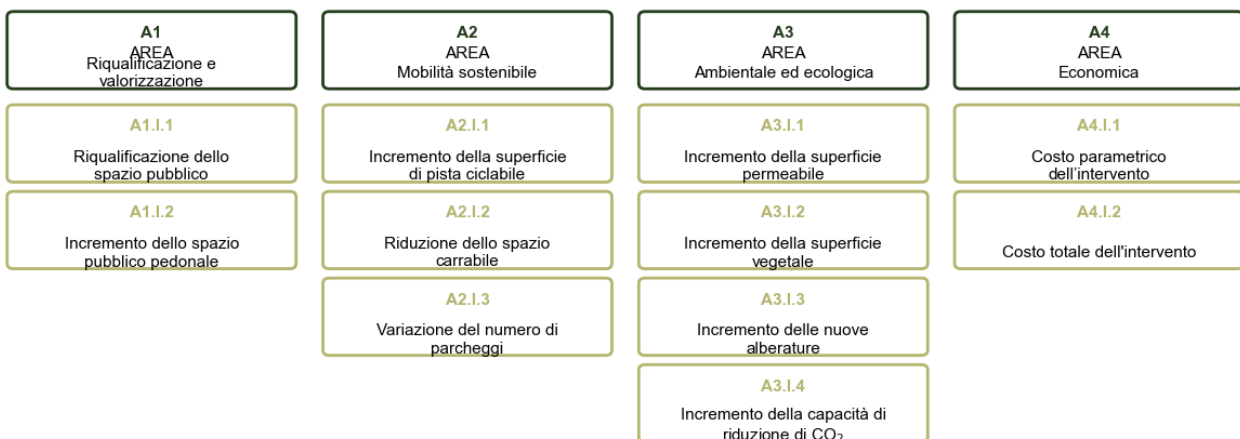 A1
AREA
Riqualificazione e
valorizzazione
A1.I.1
Riqualificazione dello
spazio pubblico
A1.I.2
Incremento dello spazio
pubblico pedonale
A2
AREA
Mobilità sostenibile
A2.I.1
Incremento della superficie
di pista ciclabile
A2.I.2
Riduzione dello spazio
carrabile
A2.I.3
Variazione del numero di
parcheggi
A3
AREA
Ambientale ed ecologica
A3.I.1
Incremento della superficie
permeabile
A3.I.2
Incremento della superficie
vegetale
A3.I.3
Incremento delle nuove
alberature
A3.I.4
Incremento della capacità di
riduzione di CO₂
A4
AREA
Economica
A4.I.1
Costo parametrico
dell’intervento
A4.I.2
Costo totale dell'intervento